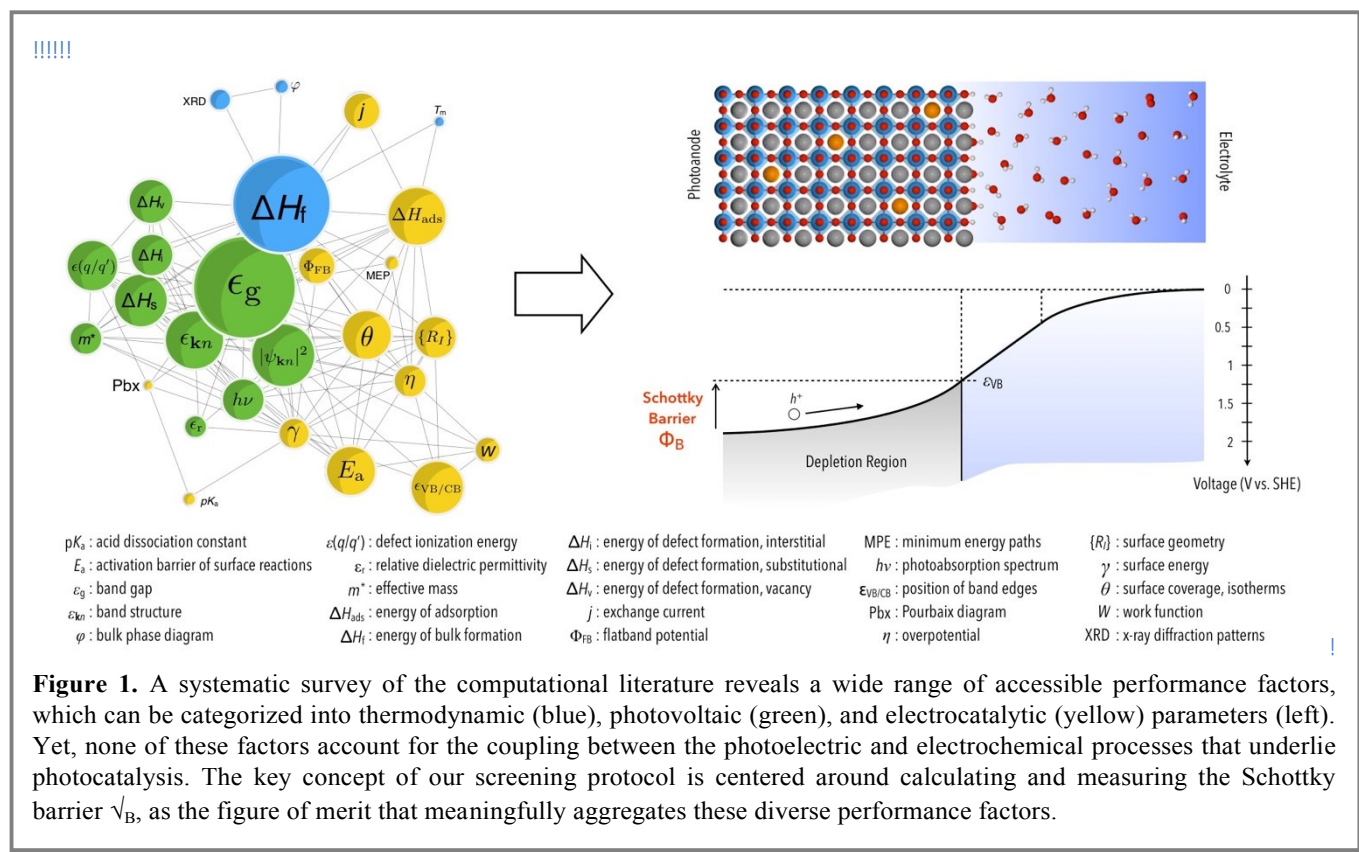 !!!!!!
XRD
φ
j
Tm
ΔHf
ΔHads
ΔHv
ϵ(q/q′)
ΔHi
ΦFB
MEP
ϵg
ΔHs
m*
ϵkn
|ψkn|²
θ
{RI}
Pbx
hν
η
ϵr
γ
W
Ea
ϵVB/CB
pKa
Photoanode
Electrolyte
0
0.5
1
1.5
2
εVB
h+
Schottky
Barrier
ΦB
Depletion Region
Voltage (V vs. SHE)
pKa : acid dissociation constant
Ea : activation barrier of surface reactions
εg : band gap
εkn : band structure
φ : bulk phase diagram
ε(q/q′) : defect ionization energy
εr : relative dielectric permittivity
m* : effective mass
ΔHads : energy of adsorption
ΔHf : energy of bulk formation
ΔHi : energy of defect formation, interstitial
ΔHs : energy of defect formation, substitutional
ΔHv : energy of defect formation, vacancy
j : exchange current
ΦFB : flatband potential
MPE : minimum energy paths
hν : photoabsorption spectrum
εVB/CB : position of band edges
Pbx : Pourbaix diagram
η : overpotential
{RI} : surface geometry
γ : surface energy
θ : surface coverage, isotherms
W : work function
XRD : x-ray diffraction patterns
!
Figure 1. A systematic survey of the computational literature reveals a wide range of accessible performance factors,
which can be categorized into thermodynamic (blue), photovoltaic (green), and electrocatalytic (yellow) parameters (left).
Yet, none of these factors account for the coupling between the photoelectric and electrochemical processes that underlie
photocatalysis. The key concept of our screening protocol is centered around calculating and measuring the Schottky
barrier √B, as the figure of merit that meaningfully aggregates these diverse performance factors.